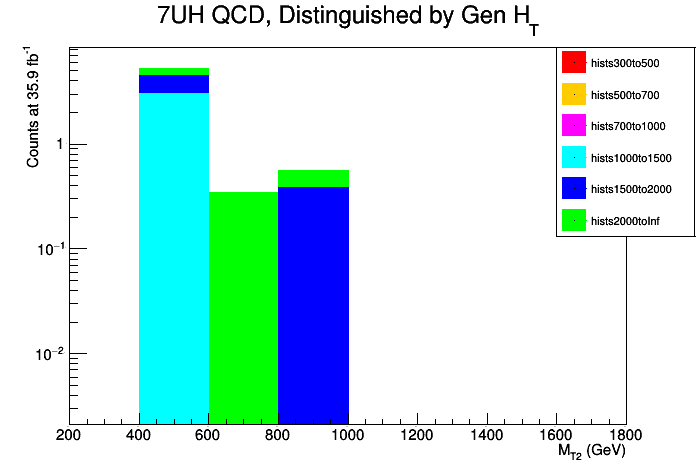 7UH QCD, Distinguished by Gen H_T
Counts at 35.9 fb⁻¹
1
10⁻¹
10⁻²
hists300to500
hists500to700
hists700to1000
hists1000to1500
hists1500to2000
hists2000toInf
200 400 600 800 1000 1200 1400 1600 1800
M_T2 (GeV)